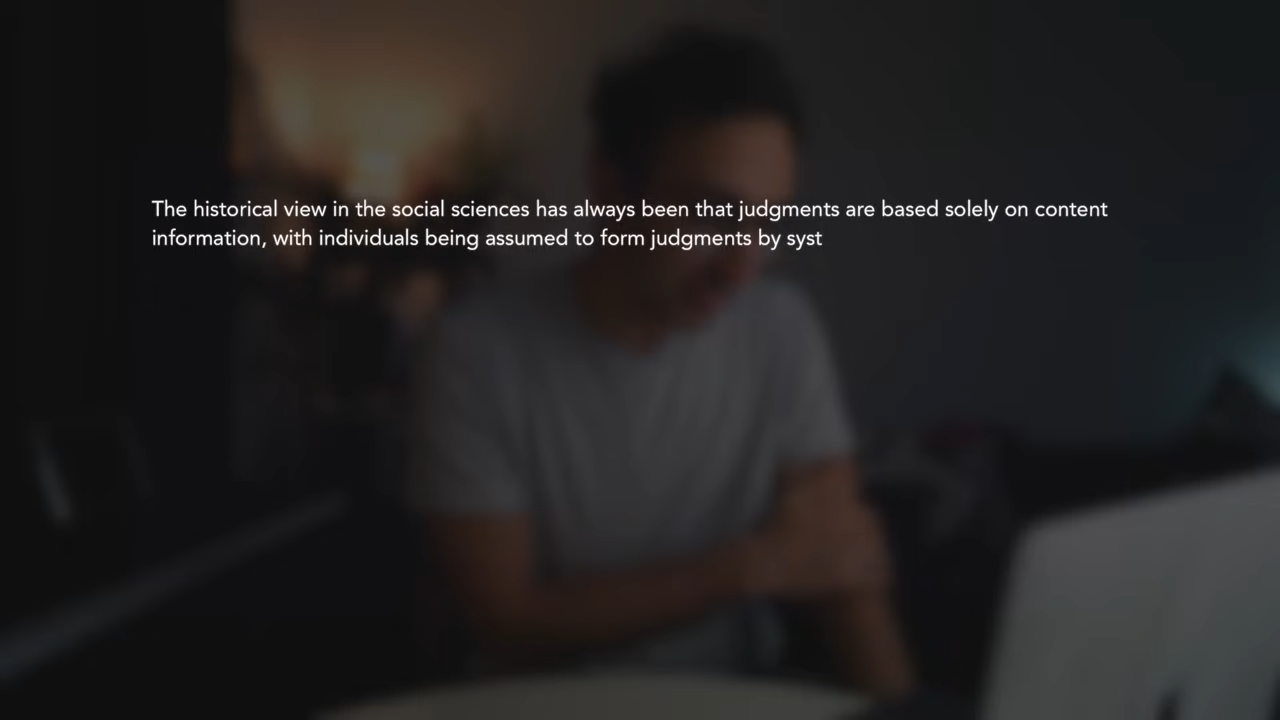 The historical view in the social sciences has always been that judgments are based solely on content
information, with individuals being assumed to form judgments by syst